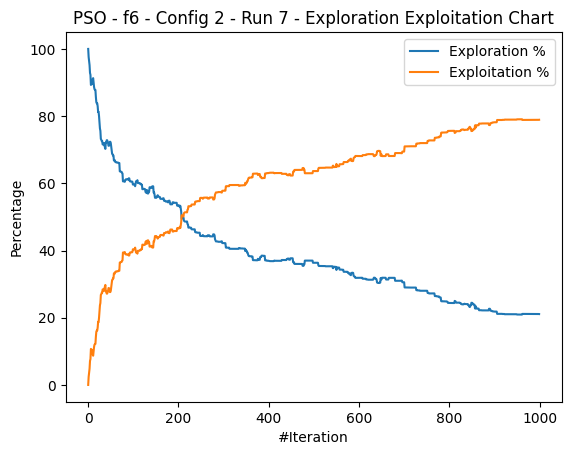 PSO - f6 - Config 2 - Run 7 - Exploration Exploitation Chart
Exploration %
Exploitation %
Percentage
100
80
60
40
20
0
0 200 400 600 800 1000
#Iteration